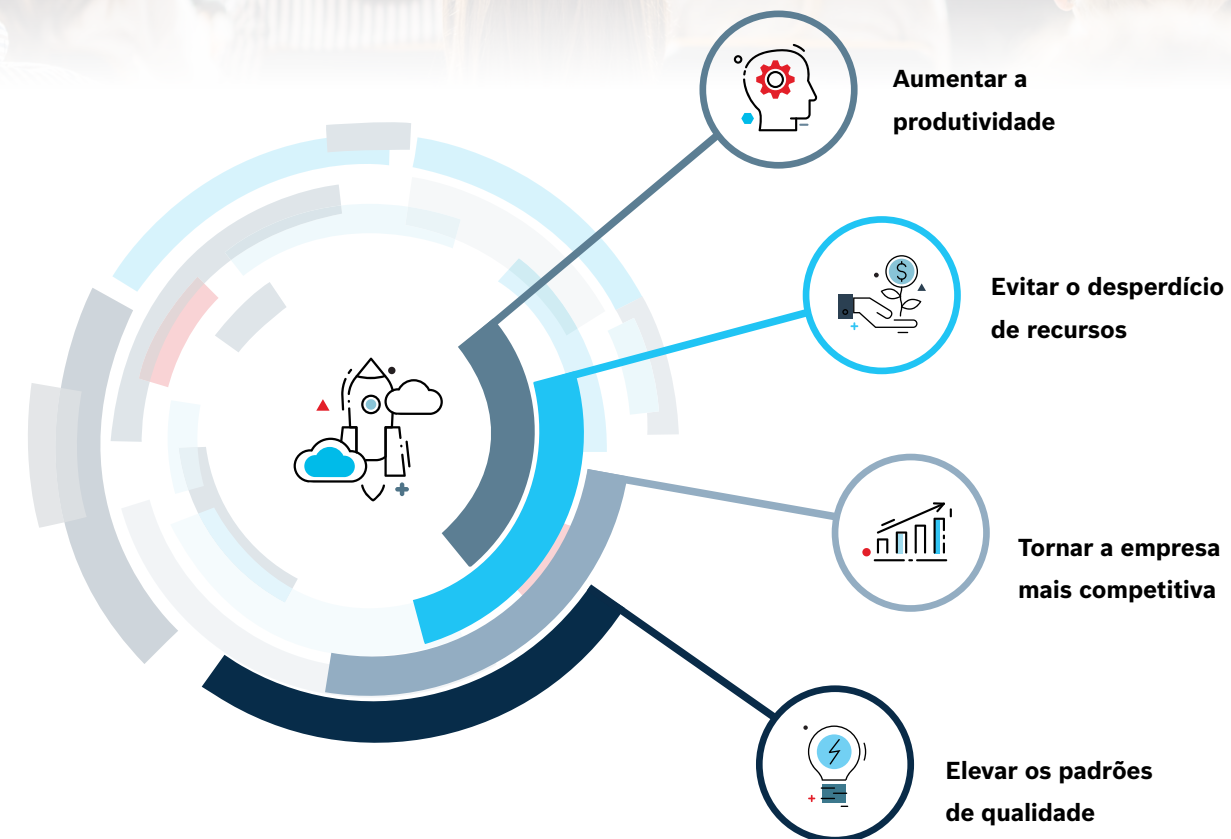 Aumentar a
produtividade
Evitar o desperdício
de recursos
Tornar a empresa
mais competitiva
Elevar os padrões
de qualidade